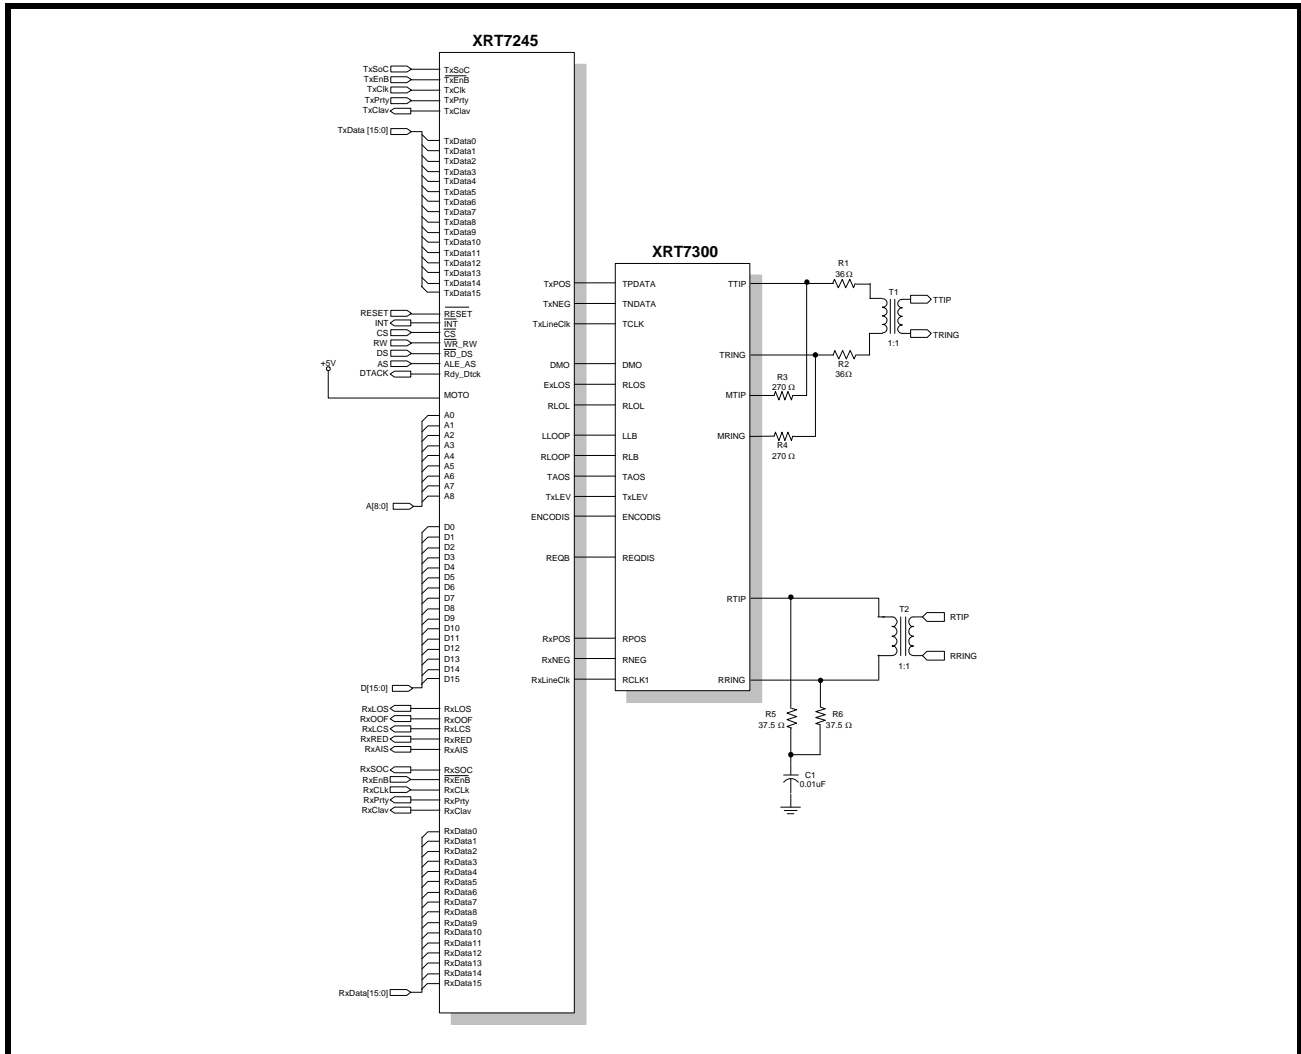 XRT7245
TxSoC TxSoC
TxEnB TxEnB
TxClk TxClk
TxPrty TxPrty
TxClav TxClav
TxData [15:0]
TxData0
TxData1
TxData2
TxData3
TxData4
TxData5
TxData6
TxData7
TxData8
TxData9
TxData10
TxData11
TxData12
TxData13
TxData14
TxData15
RESET RESET
INT INT
CS CS
RW WR_RW
DS RD_DS
AS ALE_AS
DTACK Rdy_Dtck
+5V
MOTO
A0
A1
A2
A3
A4
A5
A6
A7
A8
A[8:0]
D0
D1
D2
D3
D4
D5
D6
D7
D8
D9
D10
D11
D12
D13
D14
D15
D[15:0]
RxLOS RxLOS
RxOOF RxOOF
RxLCS RxLCS
RxRED RxRED
RxAIS RxAIS
RxSOC RxSOC
RxEnB RxEnB
RxCLk RxCLk
RxPrty RxPrty
RxClav RxClav
RxData0
RxData1
RxData2
RxData3
RxData4
RxData5
RxData6
RxData7
RxData8
RxData9
RxData10
RxData11
RxData12
RxData13
RxData14
RxData15
RxData[15:0]
TxPOS
TxNEG
TxLineClk
DMO
ExLOS
RLOL
LLOOP
RLOOP
TAOS
TxLEV
ENCODIS
REQB
RxPOS
RxNEG
RxLineClk
XRT7300
TPDATA
TNDATA
TCLK
DMO
RLOS
RLOL
LLB
RLB
TAOS
TxLEV
ENCODIS
REQDIS
RPOS
RNEG
RCLK1
TTIP
TRING
MTIP
MRING
RTIP
RRING
R1
36Ω
T1
TTIP
TRING
1:1
R2
36Ω
R3
270 Ω
R4
270 Ω
T2
RTIP
RRING
1:1
R5
37.5 Ω
R6
37.5 Ω
C1
0.01uF